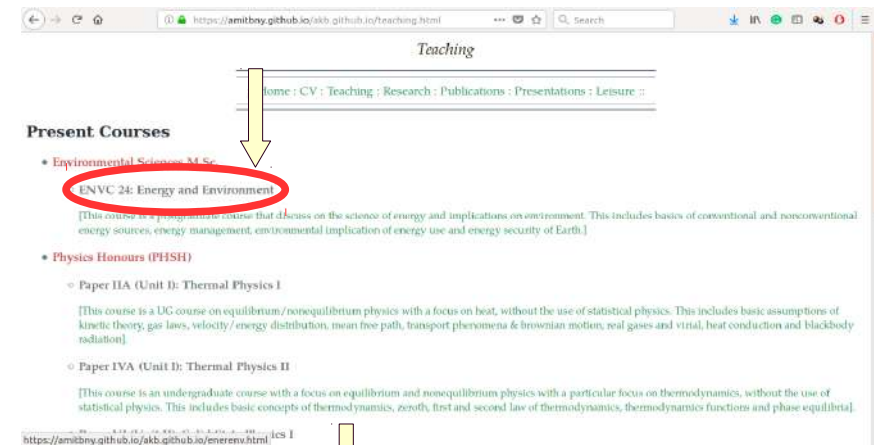 https://amitbny.github.io/akb.github.io/teaching.html
Search
Teaching
Home : CV : Teaching : Research : Publications : Presentations : Leisure ::
Present Courses
Environmental Sciences M.Sc.
ENVC 24: Energy and Environment
[This course is a postgraduate course that discuss on the science of energy and implications on environment. This includes basics of conventional and nonconventional
energy sources, energy management, environmental implication of energy use and energy security of Earth.]
Physics Honours (PHSH)
Paper IIA (Unit I): Thermal Physics I
[This course is a UG course on equilibrium/nonequilibrium physics with a focus on heat, without the use of statistical physics. This includes basic assumptions of
kinetic theory, gas laws, velocity/energy distribution, mean free path, transport phenomena & brownian motion, real gases and virial, heat conduction and blackbody
radiation]
Paper IVA (Unit I): Thermal Physics II
[This course is an undergraduate course with a focus on equilibrium and nonequilibrium physics with a particular focus on thermodynamics, without the use of
statistical physics. This includes basic concepts of thermodynamics, zeroth, first and second law of thermodynamics, thermodynamics functions and phase equilibria].
https://amitbny.github.io/akb.github.io/enerenv.html